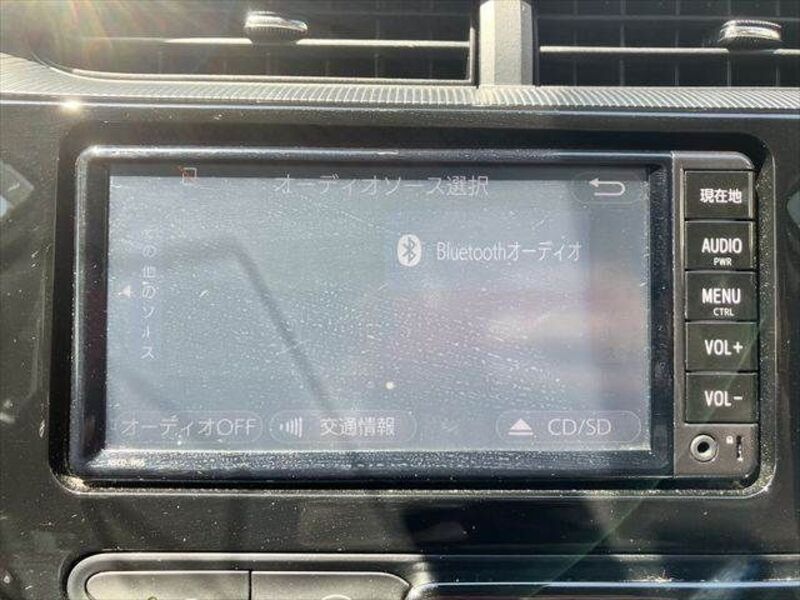 オーディオソース選択
Bluetoothオーディオ
その他のソース
オーディオOFF
交通情報
CD/SD
現在地
AUDIO
PWR
MENU
CTRL
VOL+
VOL-